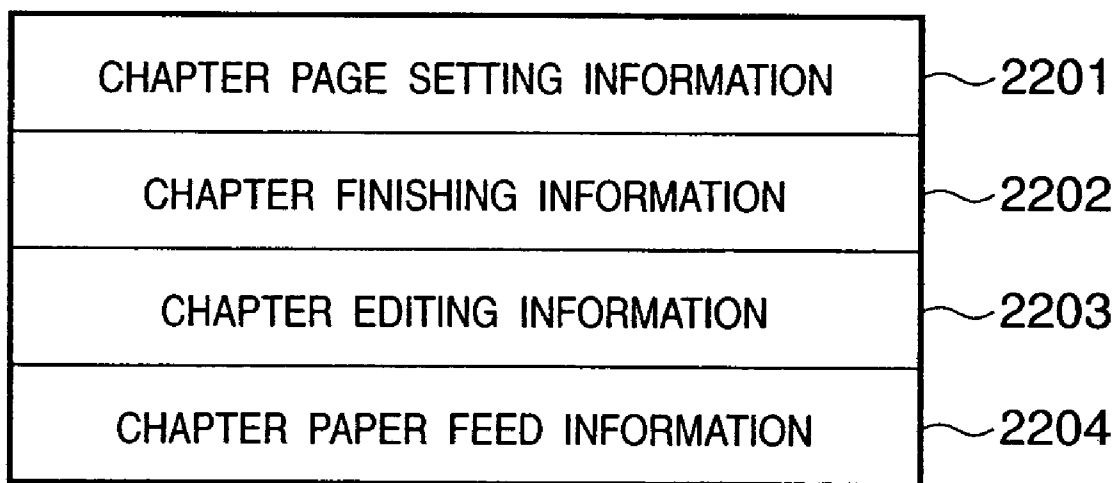 CHAPTER PAGE SETTING INFORMATION 2201
CHAPTER FINISHING INFORMATION 2202
CHAPTER EDITING INFORMATION 2203
CHAPTER PAPER FEED INFORMATION 2204